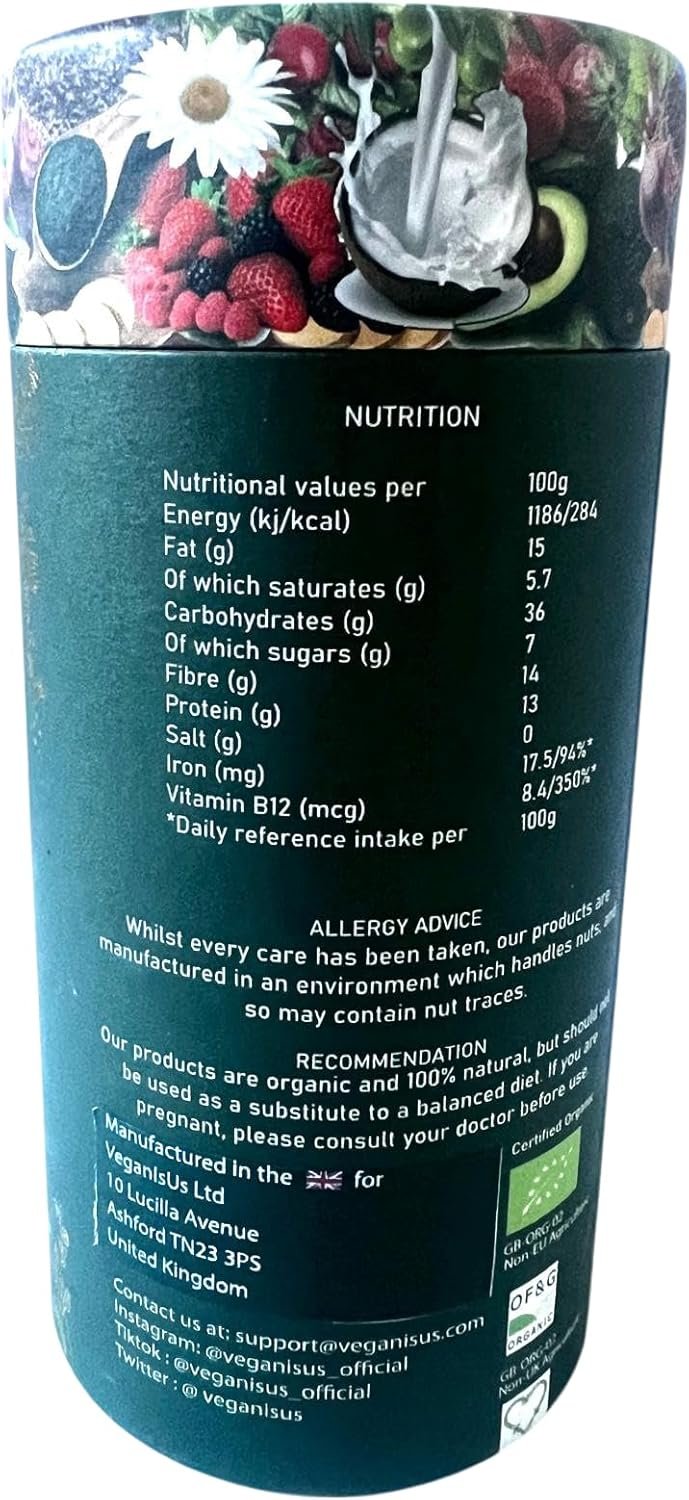 NUTRITION
Nutritional values per 100g
Energy (kj/kcal) 1186/284
Fat (g) 15
Of which saturates (g) 5.7
Carbohydrates (g) 36
Of which sugars (g) 7
Fibre (g) 14
Protein (g) 13
Salt (g) 0
Iron (mg) 17.5/94%*
Vitamin B12 (mcg) 8.4/350%*
*Daily reference intake per 100g
ALLERGY ADVICE
Whilst every care has been taken, our products are
manufactured in an environment which handles nuts, and
so may contain nut traces.
RECOMMENDATION
Our products are organic and 100% natural, but should not
be used as a substitute to a balanced diet. If you are
pregnant, please consult your doctor before use.
Manufactured in the for
VeganIsUs Ltd
10 Lucilla Avenue
Ashford TN23 3PS
United Kingdom
Contact us at; support@veganisus.com
Instagram: @veganisus_official
Tiktok : @veganisus_official
Twitter : @ veganisus
Certified Organic
GB-ORG-02
Non EU Agriculture
OF&G
ORGANIC
GB ORG-02
Non-UK Agriculture